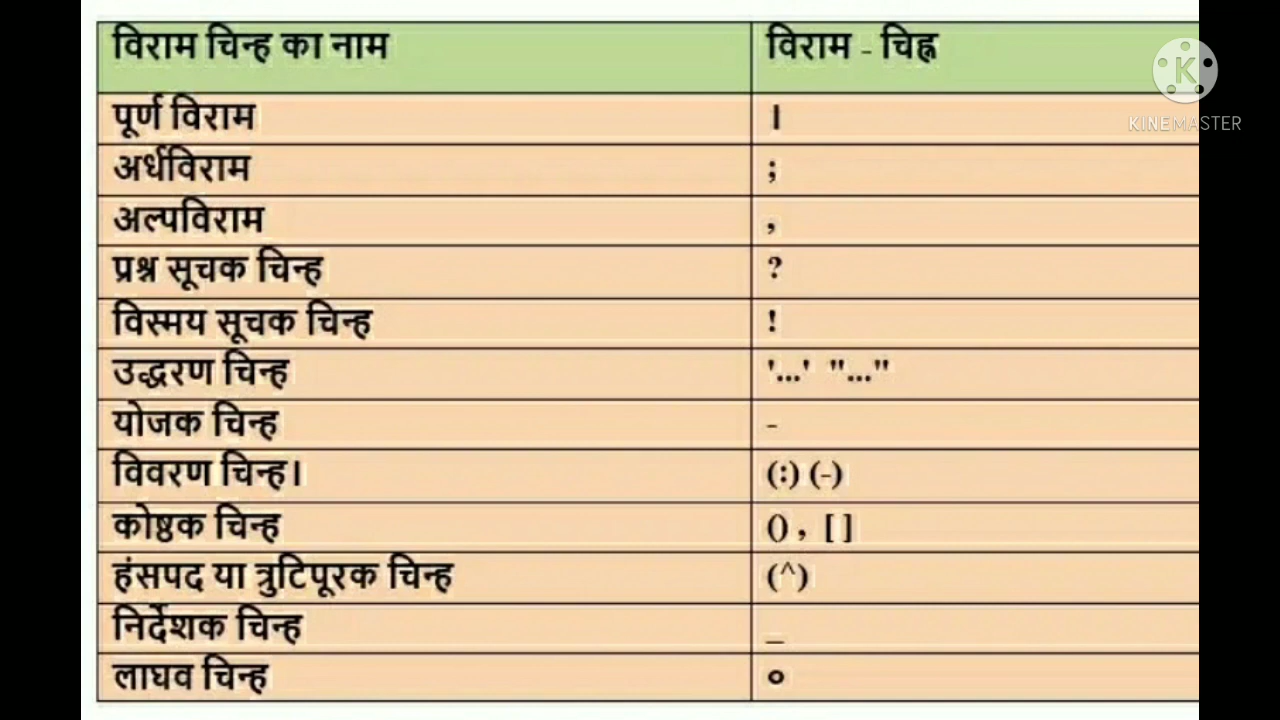 विराम चिन्ह का नाम विराम - चिह्न
पूर्ण विराम ।
अर्धविराम ;
अल्पविराम ,
प्रश्न सूचक चिन्ह ?
विस्मय सूचक चिन्ह !
उद्धरण चिन्ह '...' "..."
योजक चिन्ह -
विवरण चिन्ह। (:) (-)
कोष्ठक चिन्ह () , [ ]
हंसपद या त्रुटिपूरक चिन्ह (^)
निर्देशक चिन्ह _
लाघव चिन्ह ०
K
KINEMASTER